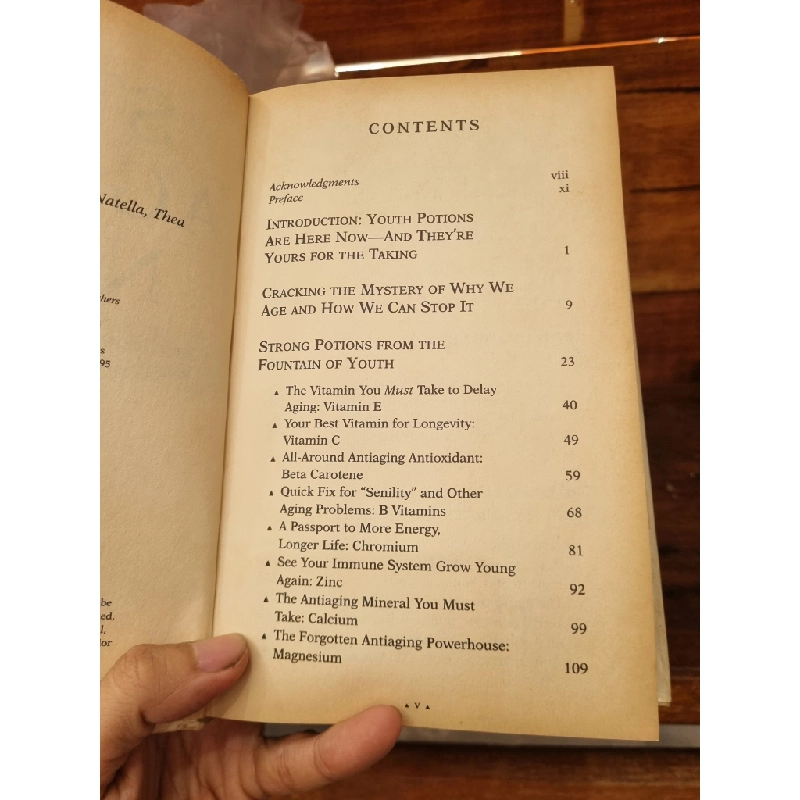 Natella, Thea
95
be
ed,
or
CONTENTS
Acknowledgments viii
Preface xi
INTRODUCTION: YOUTH POTIONS
ARE HERE NOW—AND THEY'RE
YOURS FOR THE TAKING 1
CRACKING THE MYSTERY OF WHY WE
AGE AND HOW WE CAN STOP IT 9
STRONG POTIONS FROM THE
FOUNTAIN OF YOUTH 23
▲ The Vitamin You Must Take to Delay
Aging: Vitamin E 40
▲ Your Best Vitamin for Longevity:
Vitamin C 49
▲ All-Around Antiaging Antioxidant:
Beta Carotene 59
▲ Quick Fix for "Senility" and Other
Aging Problems: B Vitamins 68
▲ A Passport to More Energy,
Longer Life: Chromium 81
▲ See Your Immune System Grow Young
Again: Zinc 92
▲ The Antiaging Mineral You Must
Take: Calcium 99
▲ The Forgotten Antiaging Powerhouse:
Magnesium 109
▲ V ▲